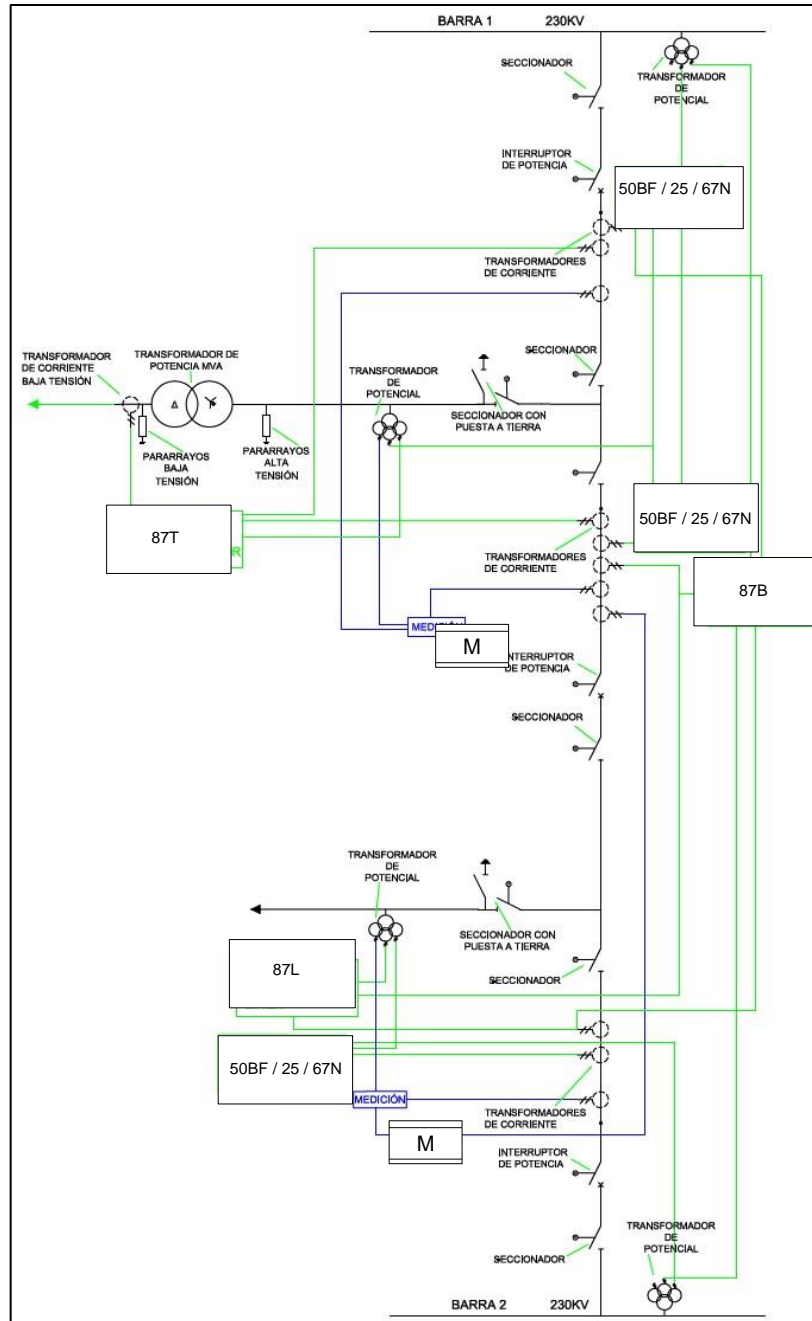 BARRA 1 230KV
SECCIONADOR
TRANSFORMADOR
DE
POTENCIAL
INTERRUPTOR
DE POTENCIA
50BF / 25 / 67N
TRANSFORMADORES
DE CORRIENTE
TRANSFORMADOR
DE CORRIENTE
BAJA TENSIÓN
TRANSFORMADOR DE
POTENCIA MVA
TRANSFORMADOR
DE
POTENCIAL
SECCIONADOR
SECCIONADOR CON
PUESTA A TIERRA
Δ
PARARRAYOS
BAJA
TENSIÓN
PARARRAYOS
ALTA
TENSIÓN
87T
R
50BF / 25 / 67N
TRANSFORMADORES
DE CORRIENTE
87B
M
INTERRUPTOR
DE POTENCIA
SECCIONADOR
TRANSFORMADOR
DE
POTENCIAL
SECCIONADOR CON
PUESTA A TIERRA
87L
SECCIONADOR
50BF / 25 / 67N
MEDICIÓN
TRANSFORMADORES
DE CORRIENTE
M
INTERRUPTOR
DE POTENCIA
TRANSFORMADOR
DE
POTENCIAL
SECCIONADOR
BARRA 2 230KV